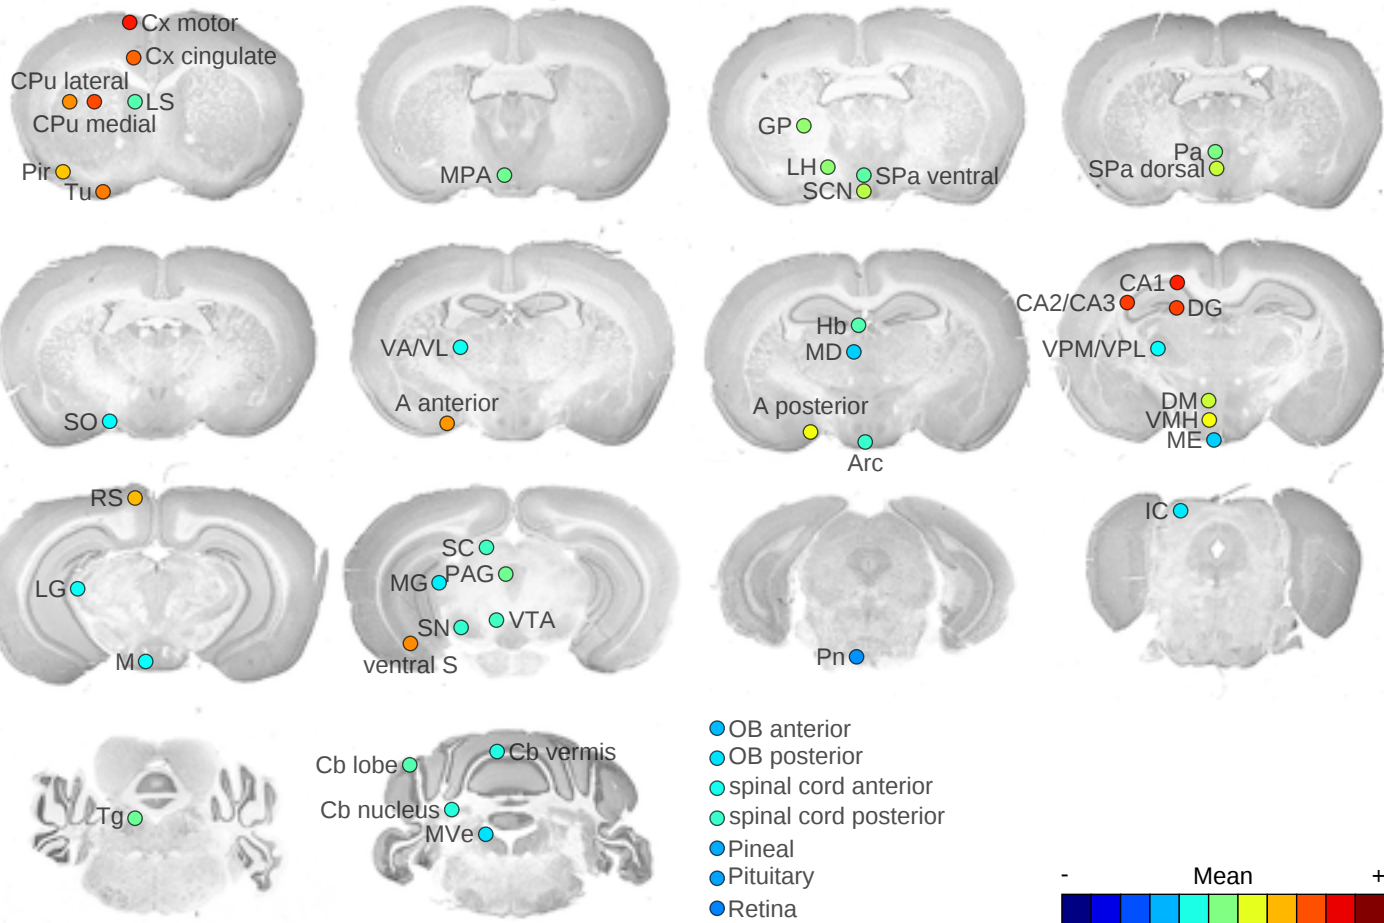 Cx motor
Cx cingulate
CPu lateral
LS
CPu medial
Pir
Tu
MPA
GP
LH
SPa ventral
SCN
Pa
SPa dorsal
SO
VA/VL
A anterior
Hb
MD
A posterior
Arc
CA1
CA2/CA3
DG
VPM/VPL
DM
VMH
ME
RS
LG
M
SC
MG
PAG
SN
VTA
ventral S
Pn
IC
Tg
Cb lobe
Cb vermis
Cb nucleus
MVe
OB anterior
OB posterior
spinal cord anterior
spinal cord posterior
Pineal
Pituitary
Retina
- Mean +